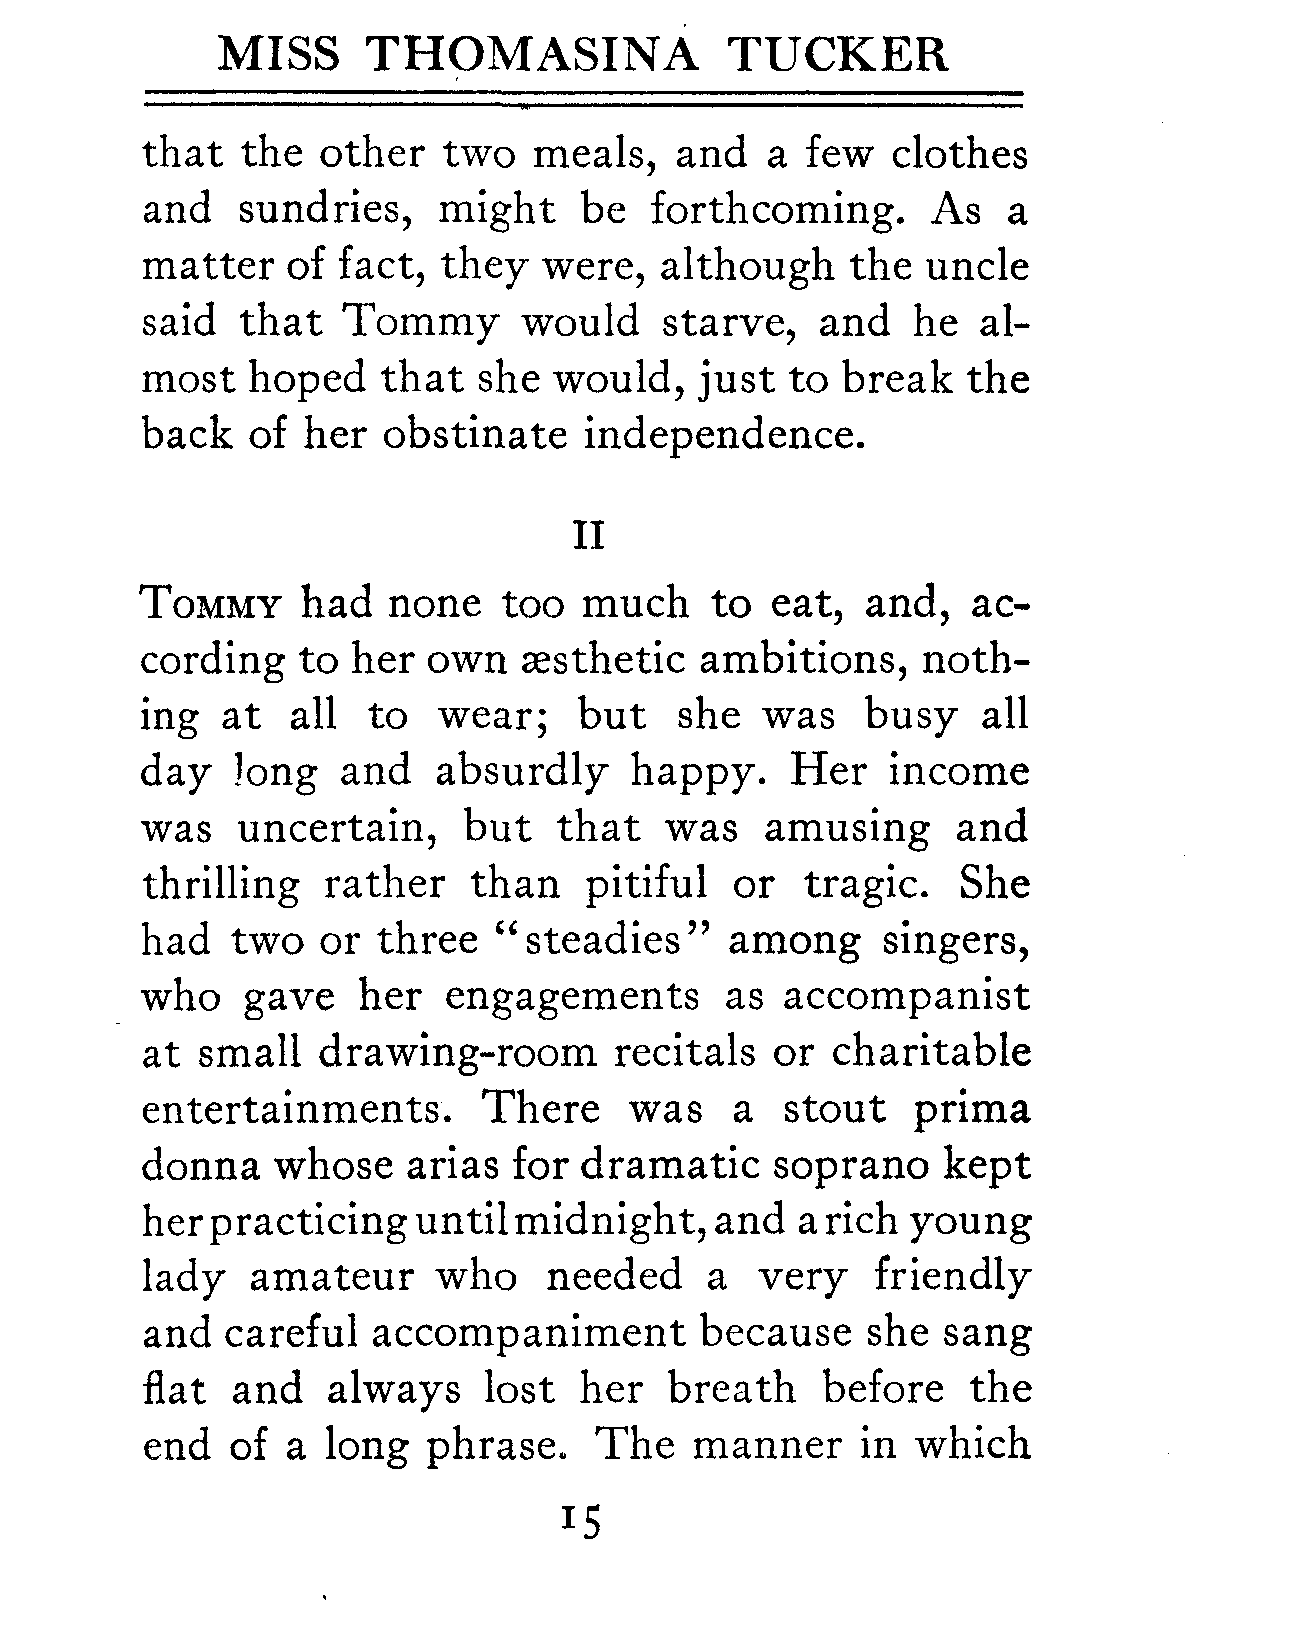 MISS THOMASINA TUCKER
that the other two meals, and a few clothes
and sundries, might be forthcoming. As a
matter of fact, they were, although the uncle
said that Tommy would starve, and he al-
most hoped that she would, just to break the
back of her obstinate independence.
II
TOMMY had none too much to eat, and, ac-
cording to her own æsthetic ambitions, noth-
ing at all to wear; but she was busy all
day long and absurdly happy. Her income
was uncertain, but that was amusing and
thrilling rather than pitiful or tragic. She
had two or three “steadies” among singers,
who gave her engagements as accompanist
at small drawing-room recitals or charitable
entertainments. There was a stout prima
donna whose arias for dramatic soprano kept
her practicing until midnight, and a rich young
lady amateur who needed a very friendly
and careful accompaniment because she sang
flat and always lost her breath before the
end of a long phrase. The manner in which
15